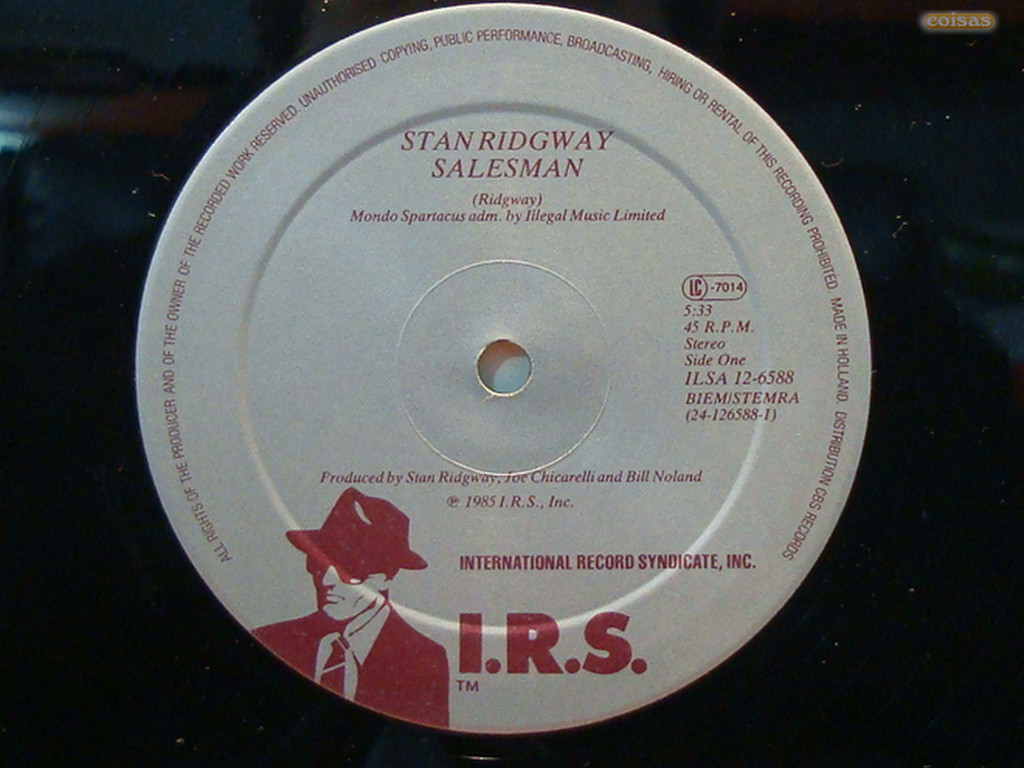 coisas
ALL RIGHTS OF THE PRODUCER AND OF THE OWNER OF THE RECORDED WORK RESERVED. UNAUTHORISED COPYING, PUBLIC PERFORMANCE, BROADCASTING, HIRING OR RENTAL OF THIS RECORDING PROHIBITED. MADE IN HOLLAND. DISTRIBUTION CBS RECORDS
STAN RIDGWAY
SALESMAN
(Ridgway)
Mondo Spartacus adm. by Illegal Music Limited
LC -7014
5:33
45 R.P.M.
Stereo
Side One
ILSA 12-6588
BIEM/STEMRA
(24-126588-1)
Produced by Stan Ridgway, Joe Chicarelli and Bill Noland
℗ 1985 I.R.S., Inc.
INTERNATIONAL RECORD SYNDICATE, INC.
I.R.S.
TM